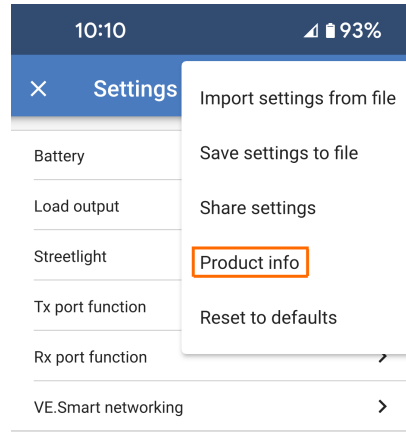 10:10
93%
Settings
Import settings from file
Save settings to file
Share settings
Product info
Reset to defaults
Battery
Load output
Streetlight
Tx port function
Rx port function
VE.Smart networking